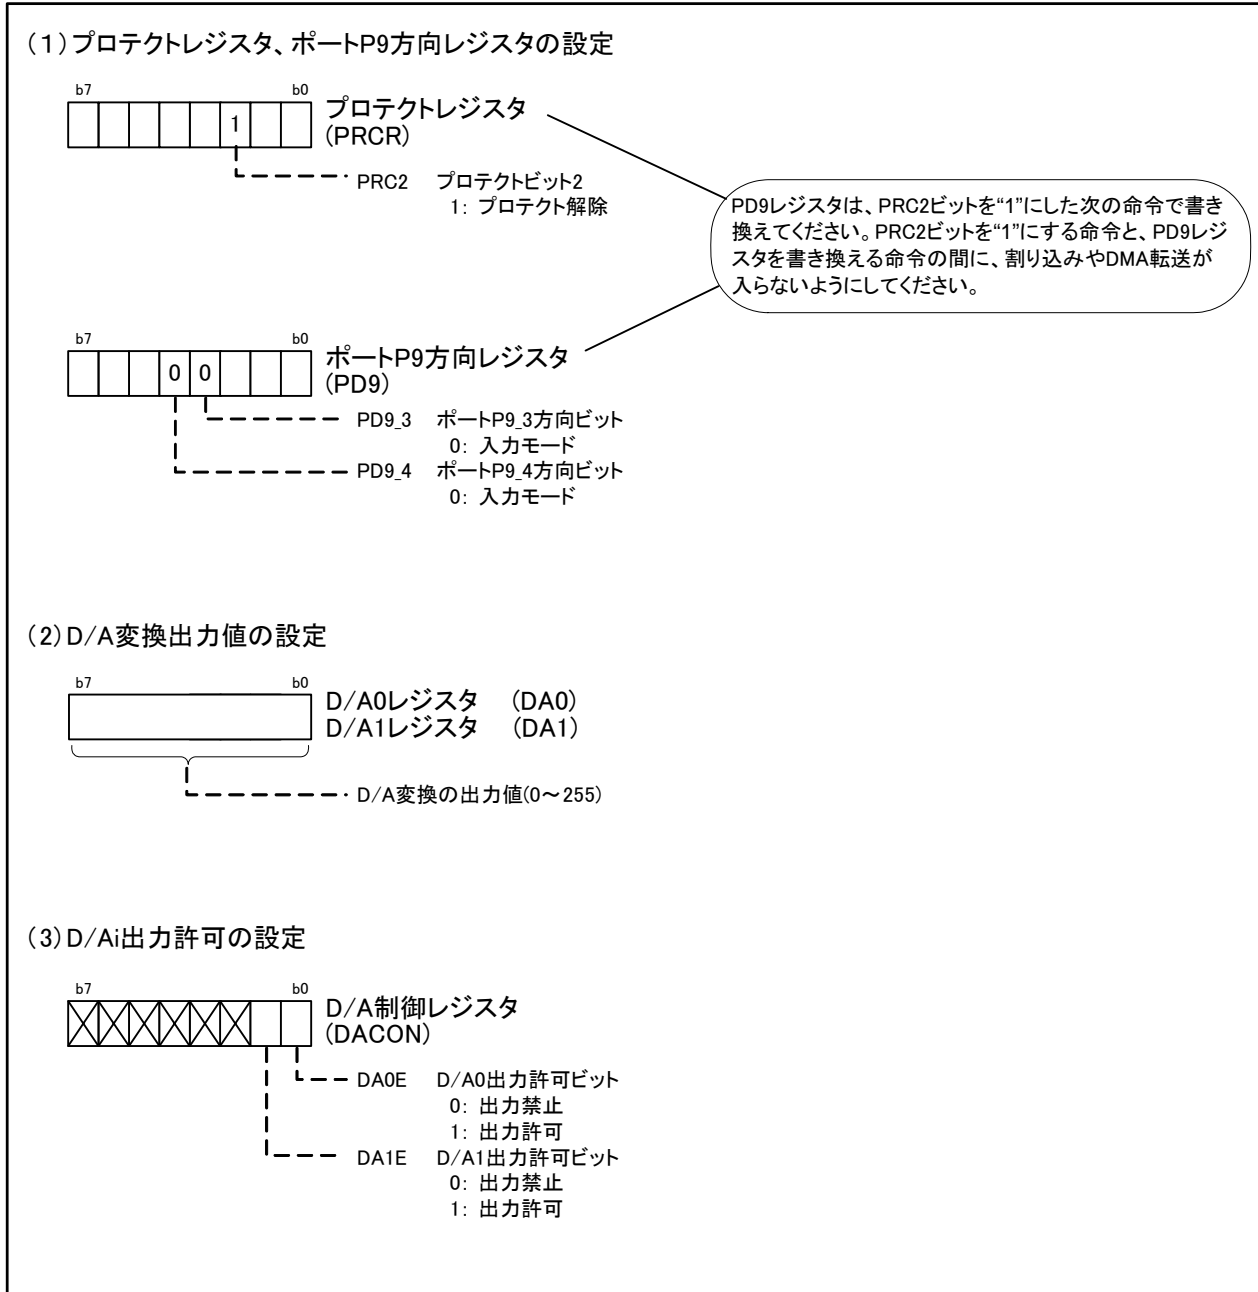 (1)プロテクトレジスタ、ポートP9方向レジスタの設定
b7 b0
1
プロテクトレジスタ
(PRCR)
PRC2 プロテクトビット2
1: プロテクト解除
PD9レジスタは、PRC2ビットを“1”にした次の命令で書き
換えてください。PRC2ビットを“1”にする命令と、PD9レジ
スタを書き換える命令の間に、割り込みやDMA転送が
入らないようにしてください。
b7 b0
0 0
ポートP9方向レジスタ
(PD9)
PD9_3 ポートP9_3方向ビット
0: 入力モード
PD9_4 ポートP9_4方向ビット
0: 入力モード
(2)D/A変換出力値の設定
b7 b0
D/A0レジスタ (DA0)
D/A1レジスタ (DA1)
D/A変換の出力値(0～255)
(3)D/Ai出力許可の設定
b7 b0
D/A制御レジスタ
(DACON)
DA0E D/A0出力許可ビット
0: 出力禁止
1: 出力許可
DA1E D/A1出力許可ビット
0: 出力禁止
1: 出力許可